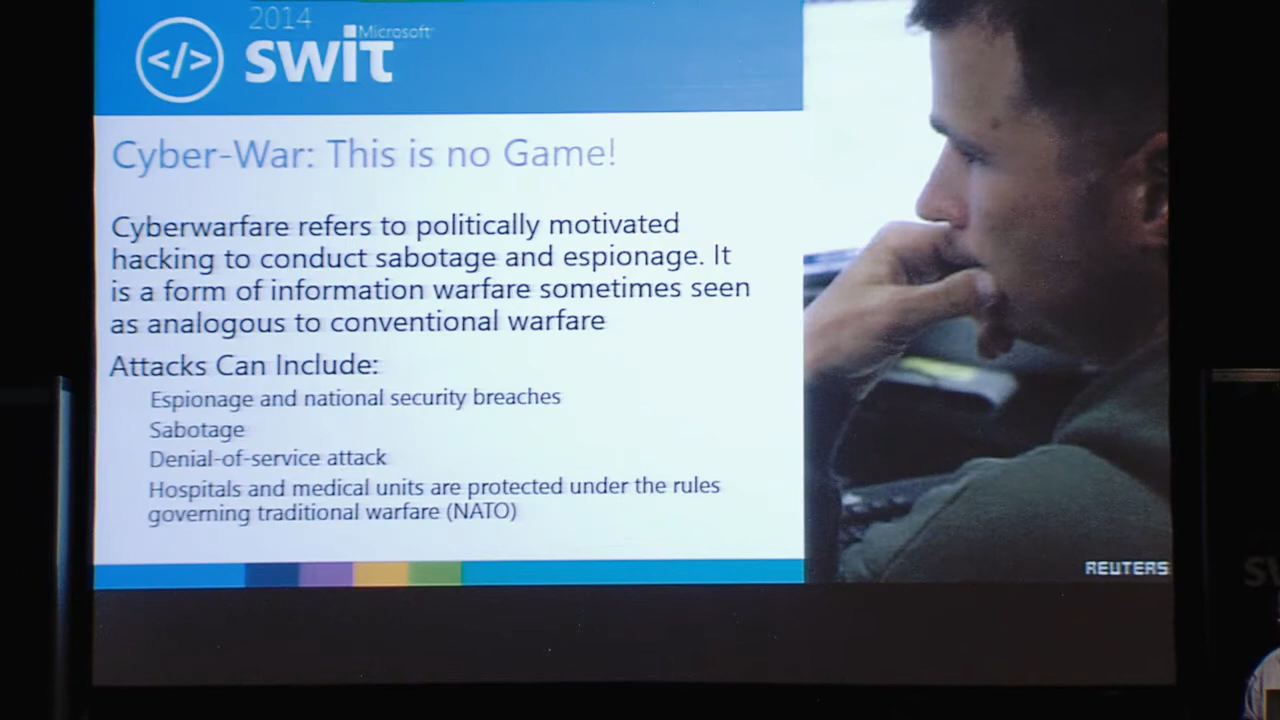 2014
Microsoft
swit
</>
Cyber-War: This is no Game!
Cyberwarfare refers to politically motivated
hacking to conduct sabotage and espionage. It
is a form of information warfare sometimes seen
as analogous to conventional warfare
Attacks Can Include:
Espionage and national security breaches
Sabotage
Denial-of-service attack
Hospitals and medical units are protected under the rules
governing traditional warfare (NATO)
REUTERS